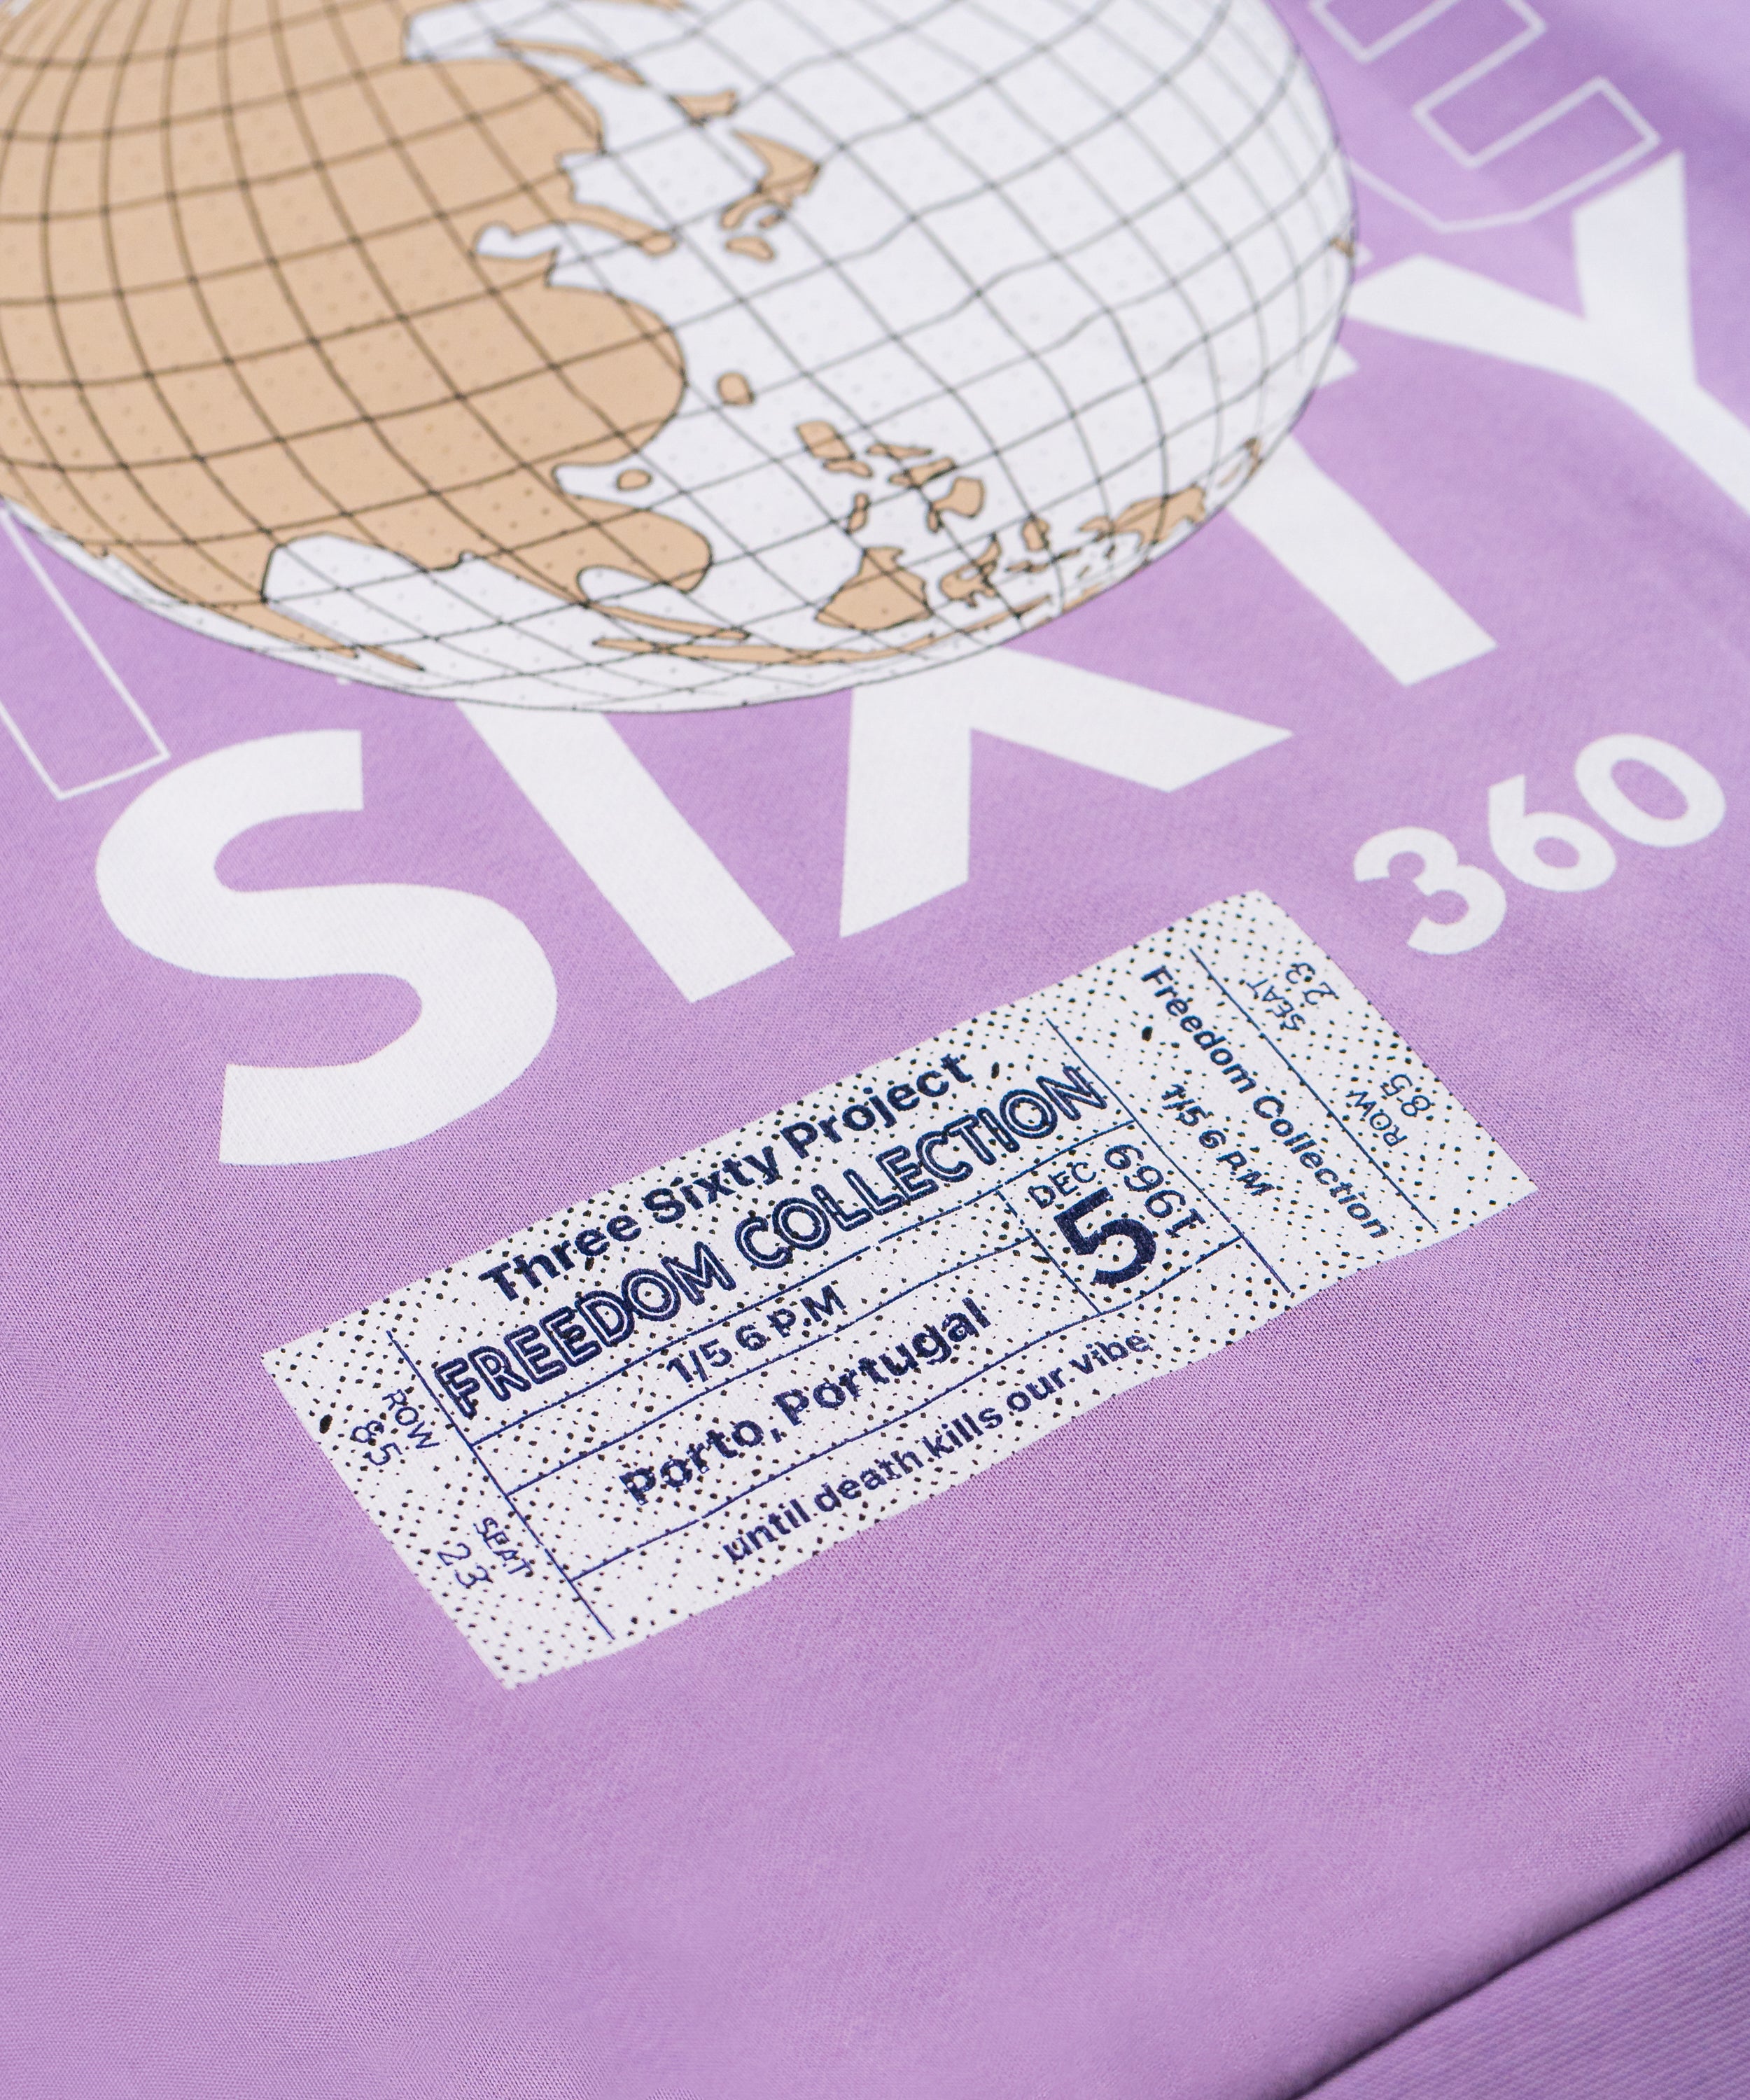 SIXTY
360
Three Sixty Project
FREEDOM COLLECTION
1/5 6 P.M
Porto, Portugal
until death kills our vibe
DEC
5
1969
ROW
85
SEAT
23
Freedom Collection
1/5 6 P.M
SEAT
23
ROW
85